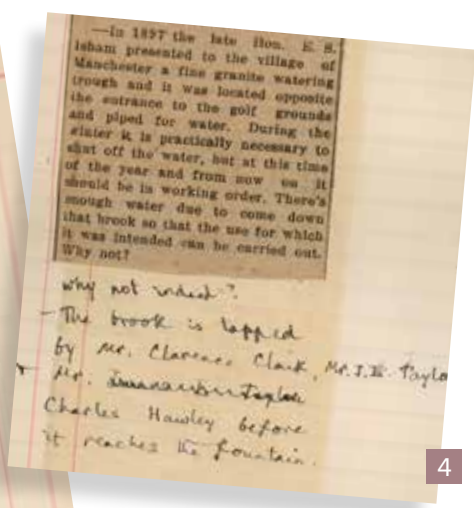 —In 1897 the late Hon. E. S.
Isham presented to the village of
Manchester a fine granite watering
trough and it was located opposite
the entrance to the golf grounds
and piped for water. During the
winter it is practically necessary to
shut off the water, but at this time
of the year and from now on it
should be in working order. There's
enough water due to come down
that brook so that the use for which
it was intended can be carried out.
Why not?
why not indeed?
—The brook is tapped
by Mr. Clarence Clark, Mr. J. W. Taylo
Mr.
Charles Hawley before
it reaches the fountain.
4